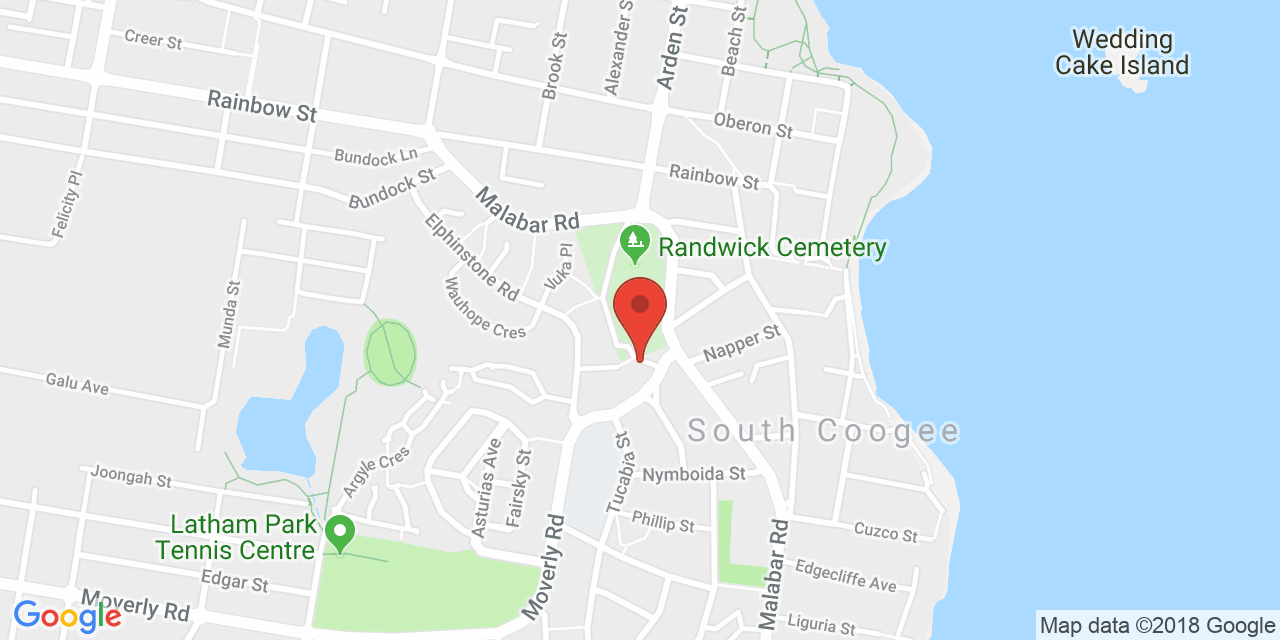 Creer St
Rainbow St
Brook St
Alexander S
Arden St
Beach St
Wedding
Cake Island
Oberon St
Bundock Ln
Bundock St
Felicity Pl
Malabar Rd
Rainbow St
Elphinstone Rd
Vuka Pl
Randwick Cemetery
Wauhope Cres
Munda St
Napper St
Galu Ave
South Coogee
Argyle Cres
Asturias Ave
Fairsky St
Tucabia St
Nymboida St
Joongah St
Phillip St
Cuzco St
Latham Park
Tennis Centre
Moverly Rd
Malabar Rd
Edgar St
Edgecliffe Ave
Moverly Rd
Liguria St
Google
Map data ©2018 Google